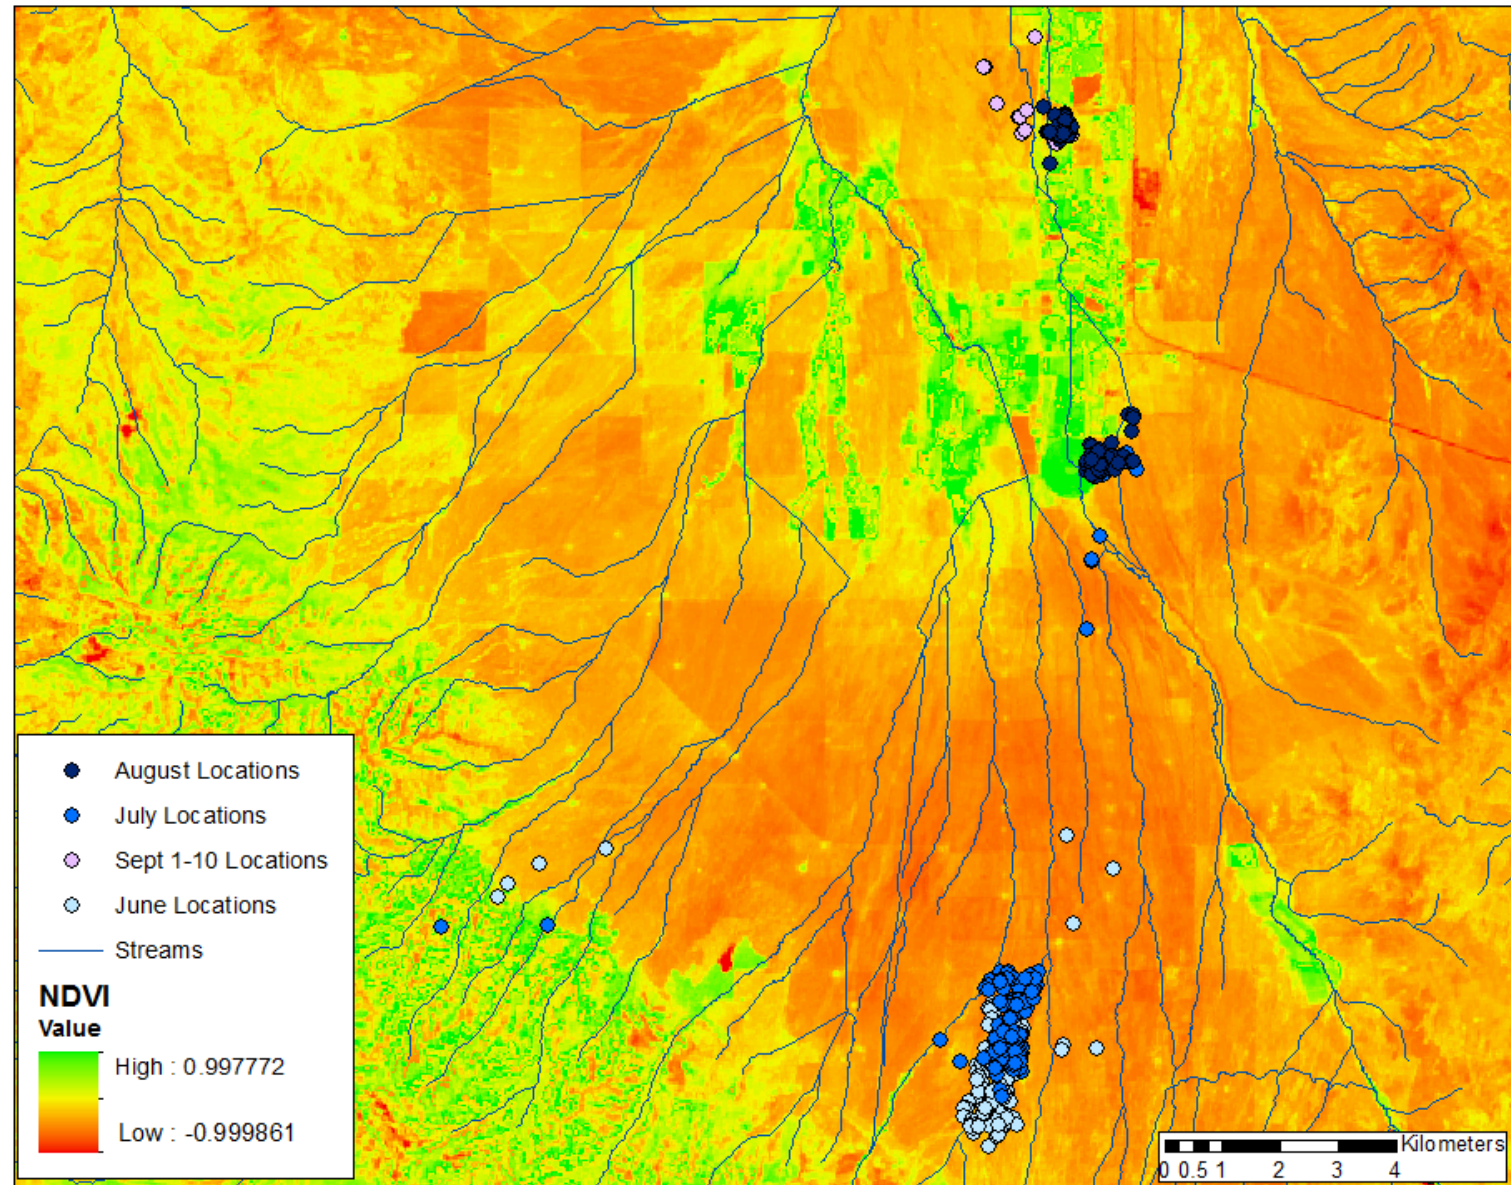 August Locations
July Locations
Sept 1-10 Locations
June Locations
Streams
NDVI
Value
High : 0.997772
Low : -0.999861
Kilometers
0 0.5 1 2 3 4